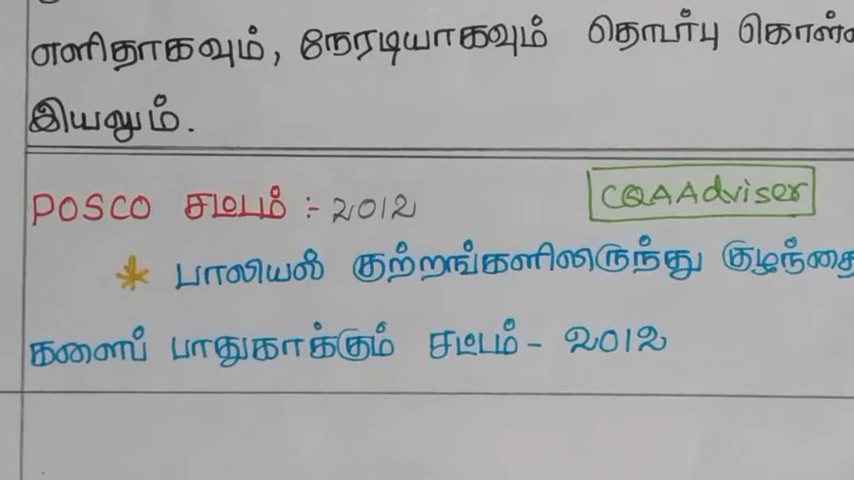 எளிதாகவும், நேரடியாகவும் தொடர்பு கொள்ள
இயலும்.
POSCO சட்டம் :- 2012
CQAAdviser
* பாலியல் குற்றங்களிலிருந்து குழந்தை
களைப் பாதுகாக்கும் சட்டம் - 2012